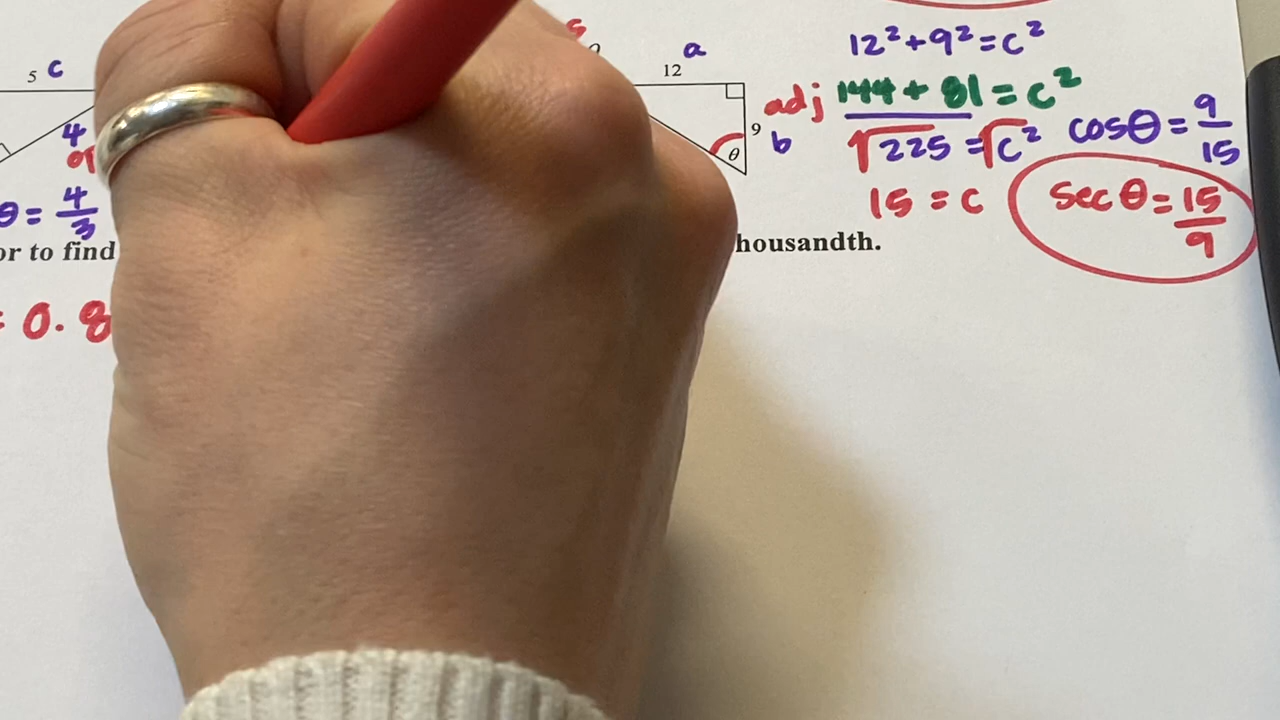 5 c
4
θ = 4/3
or to find
= 0.8
a
12
adj
9
b
θ
12² + 9² = c²
144 + 81 = c²
√225 = √c²
15 = c
cosθ = 9/15
sec θ = 15/9
housandth.